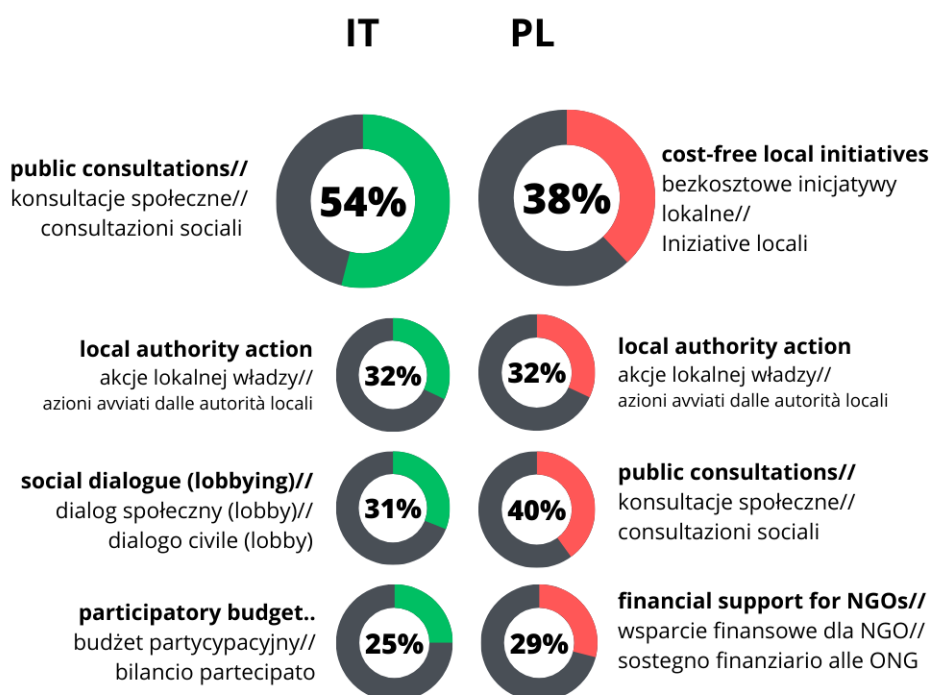 IT
PL
public consultations//
konsultacje społeczne//
consultazioni sociali
54%
38%
cost-free local initiatives
bezkosztowe inicjatywy
lokalne//
Iniziative locali
local authority action
akcje lokalnej władzy//
azioni avviati dalle autorità locali
32%
32%
local authority action
akcje lokalnej władzy//
azioni avviati dalle autorità locali
social dialogue (lobbying)//
dialog społeczny (lobby)//
dialogo civile (lobby)
31%
40%
public consultations//
konsultacje społeczne//
consultazioni sociali
participatory budget..
budżet partycypacyjny//
bilancio partecipato
25%
29%
financial support for NGOs//
wsparcie finansowe dla NGO//
sostegno finanziario alle ONG